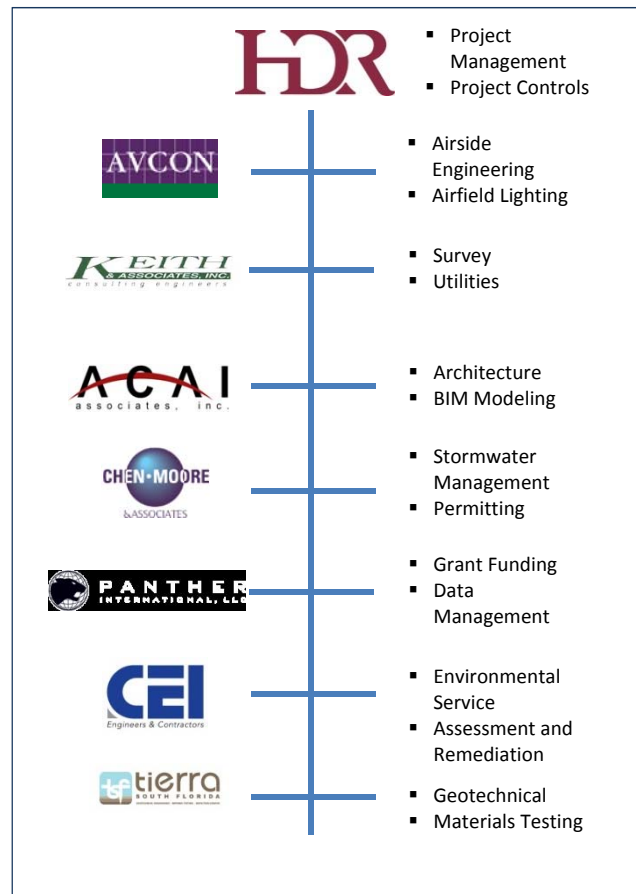 HDR
▪ Project
Management
▪ Project Controls
AVCON
▪ Airside
Engineering
▪ Airfield Lighting
KEITH
& ASSOCIATES, INC.
consulting engineers
▪ Survey
▪ Utilities
ACAI
associates, inc.
▪ Architecture
▪ BIM Modeling
CHEN•MOORE
&ASSOCIATES
▪ Stormwater
Management
▪ Permitting
PANTHER
INTERNATIONAL, LLC
▪ Grant Funding
▪ Data
Management
CEI
Engineers & Contractors
▪ Environmental
Service
▪ Assessment and
Remediation
tsf tierra
SOUTH FLORIDA
▪ Geotechnical
▪ Materials Testing